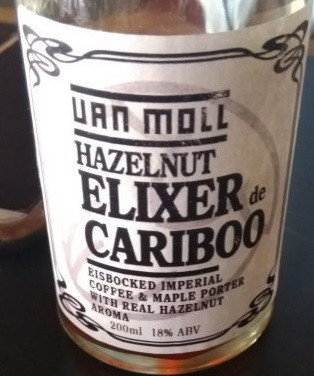 VAN MOLL
HAZELNUT
ELIXER de
CARIBOO
EISBOCKED IMPERIAL
COFFEE & MAPLE PORTER
WITH REAL HAZELNUT
AROMA
200ml 18% ABV